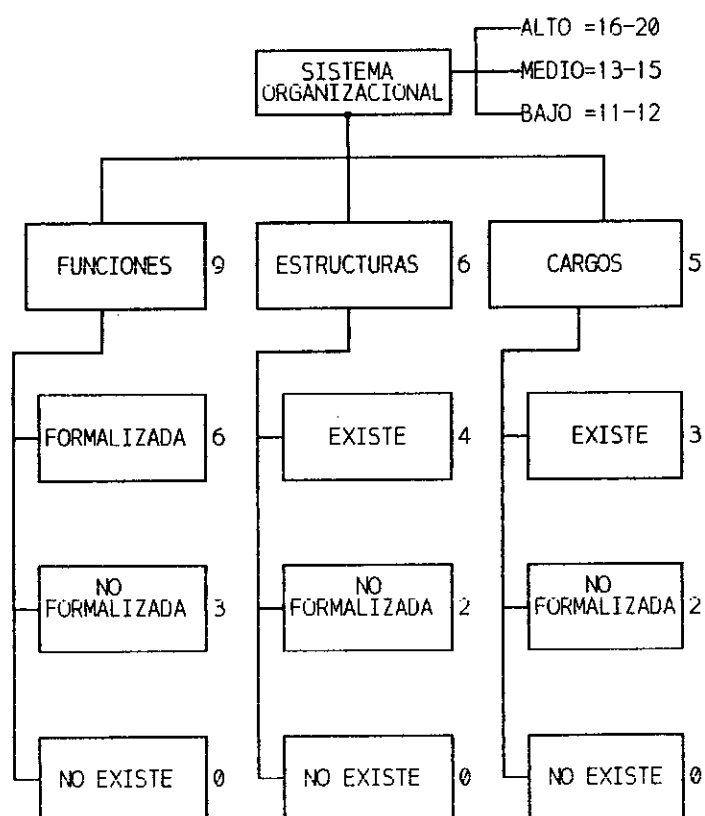 ALTO =16-20
SISTEMA
ORGANIZACIONAL
MEDIO=13-15
BAJO =11-12
FUNCIONES 9
ESTRUCTURAS 6
CARGOS 5
FORMALIZADA 6
EXISTE 4
EXISTE 3
NO
FORMALIZADA 3
NO
FORMALIZADA 2
NO
FORMALIZADA 2
NO EXISTE 0
NO EXISTE 0
NO EXISTE 0